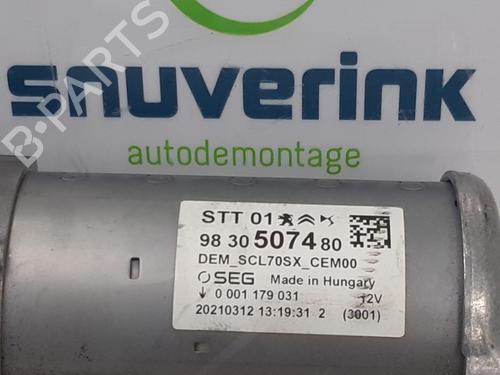 B-PARTS
snuverink
autodemontage
STT 01
98 30 5074 80
DEM_SCL70SX_CEM00
SEG Made in Hungary
0 001 179 031 12V
20210312 13:19:31 2 (3001)